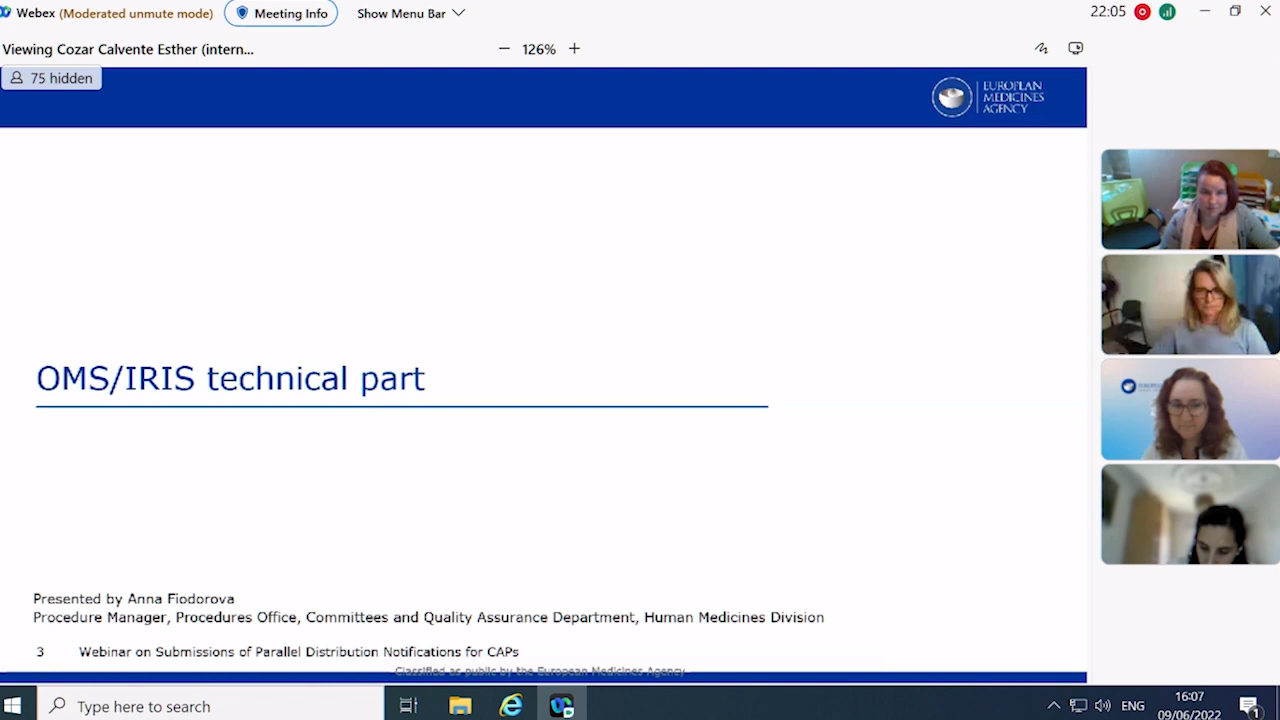 Webex (Moderated unmute mode) Meeting Info Show Menu Bar 22:05
Viewing Cozar Calvente Esther (intern... 126%
75 hidden
EUROPEAN
MEDICINES
AGENCY
OMS/IRIS technical part
Presented by Anna Fiodorova
Procedure Manager, Procedures Office, Committees and Quality Assurance Department, Human Medicines Division
3 Webinar on Submissions of Parallel Distribution Notifications for CAPs
Classified as public by the European Medicines Agency
Type here to search ENG 16:07
09/06/2022 1